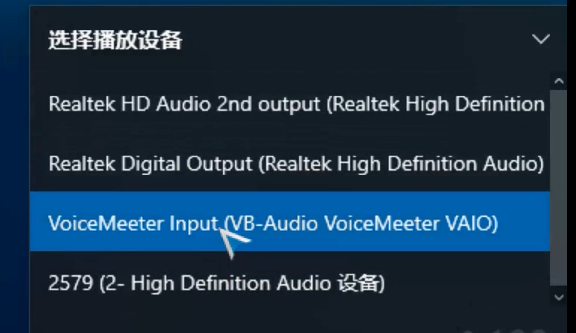 选择播放设备
Realtek HD Audio 2nd output (Realtek High Definition
Realtek Digital Output (Realtek High Definition Audio)
VoiceMeeter Input (VB-Audio VoiceMeeter VAIO)
2579 (2- High Definition Audio 设备)